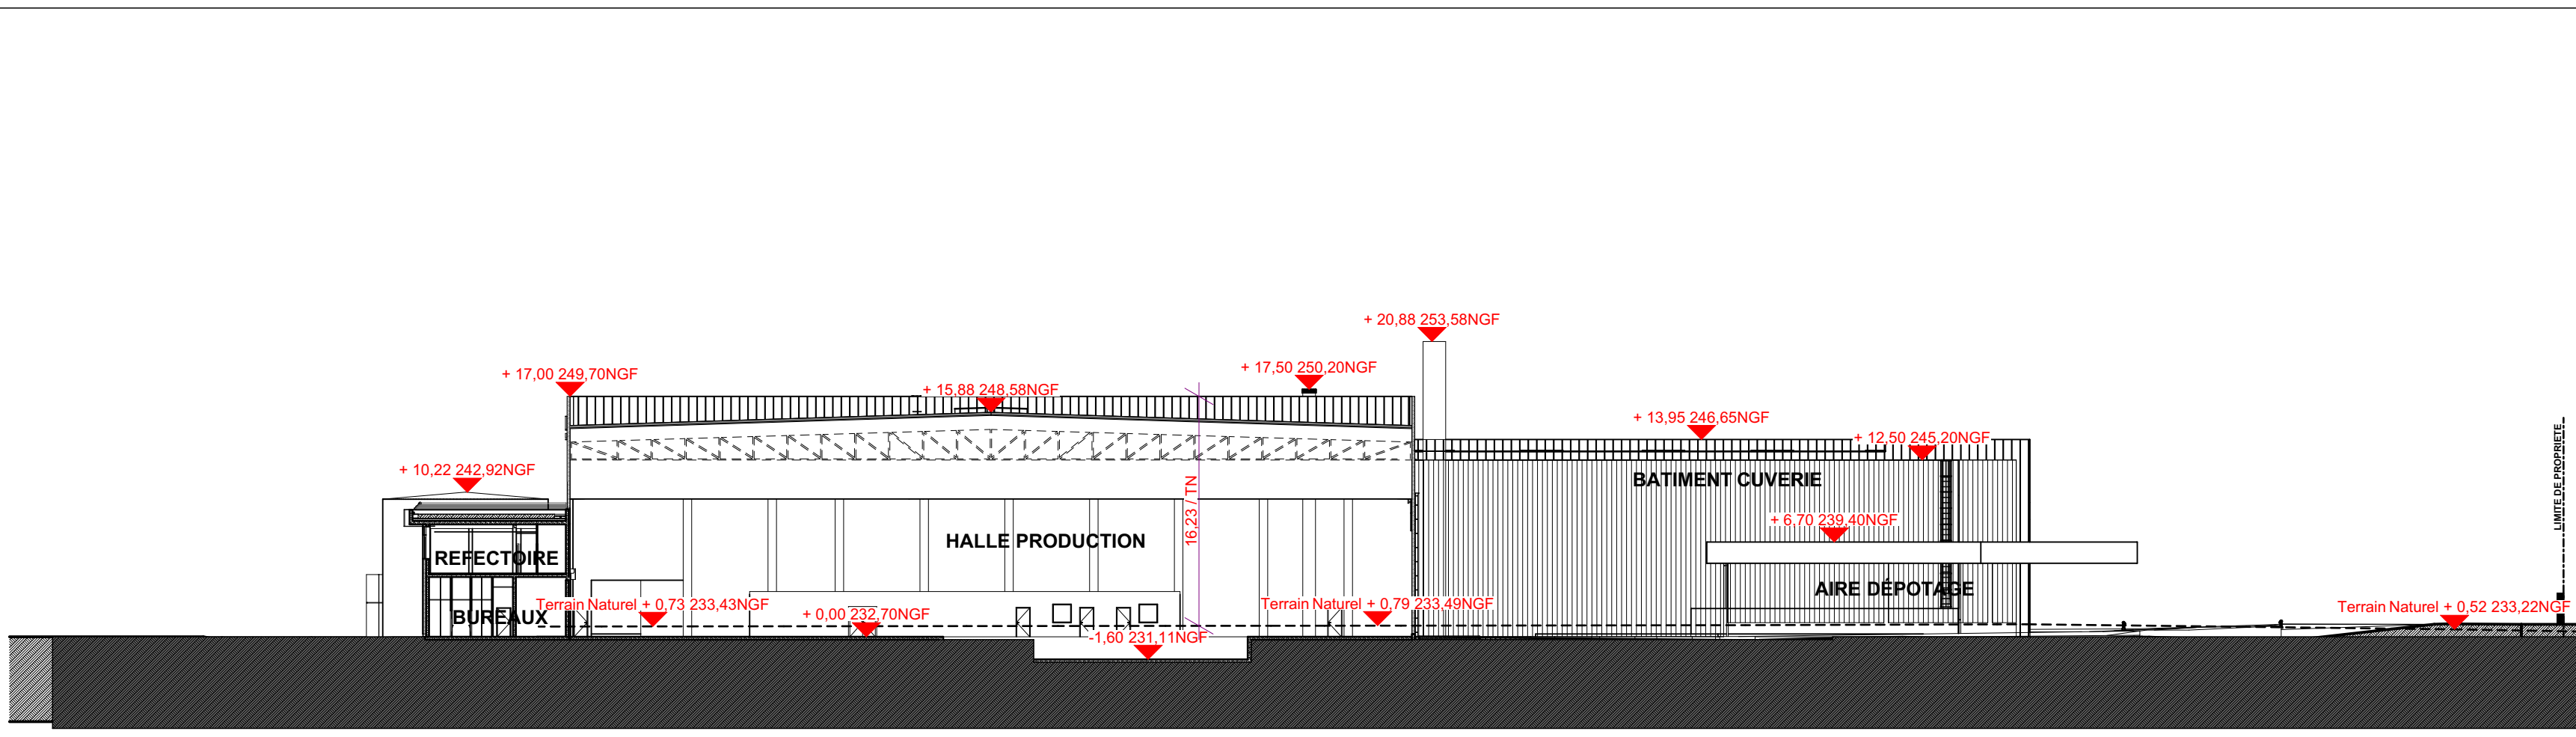 + 20,88 253,58NGF
+ 17,50 250,20NGF
+ 17,00 249,70NGF
+ 15,88 248,58NGF
+ 13,95 246,65NGF
+ 12,50 245,20NGF
+ 10,22 242,92NGF
BATIMENT CUVERIE
LIMITE DE PROPRIETE
16,23 / TN
+ 6,70 239,40NGF
HALLE PRODUCTION
REFECTOIRE
AIRE DÉPOTAGE
Terrain Naturel + 0,73 233,43NGF
Terrain Naturel + 0,79 233,49NGF
Terrain Naturel + 0,52 233,22NGF
BUREAUX
+ 0,00 232,70NGF
-1,60 231,11NGF